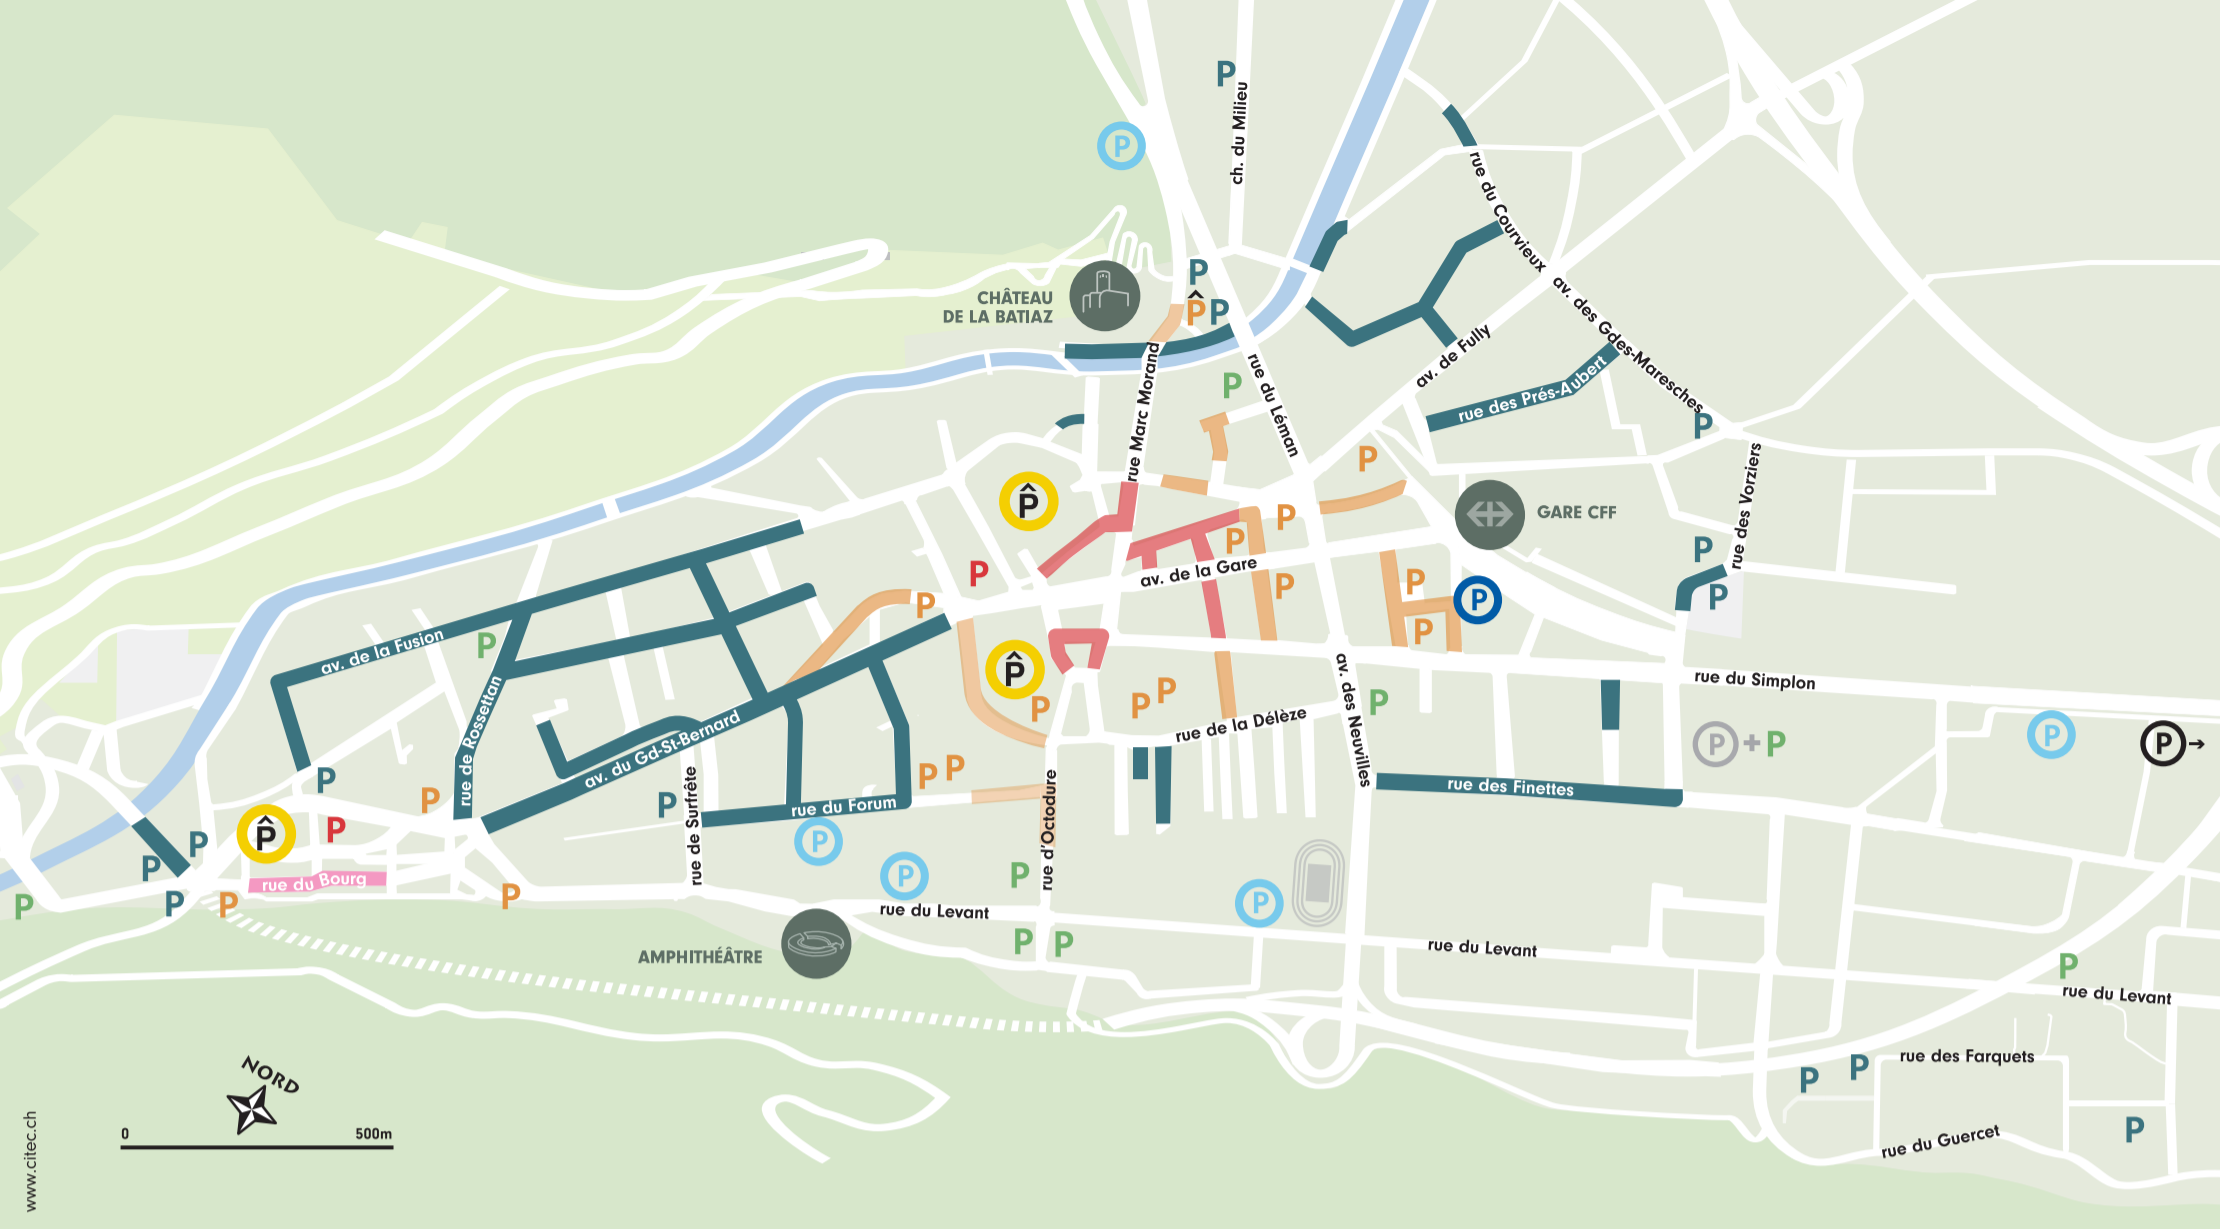 P
ch. du Milieu
P
rue du Courvieux
P
CHÂTEAU
DE LA BATIAZ
P̂
P
av. des Gdes-Maresches
av. de Fully
rue Marc Morand
rue du Léman
P
rue des Prés-Aubert
P
P
rue des Vorziers
P̂
P
GARE CFF
P
P
P
av. de la Gare
P
P
P
P
P
P
P
P
av. de la Fusion
P
P̂
rue de Rossettan
av. des Neuvilles
rue du Simplon
P
P
P
P
av. du Gd-St-Bernard
rue de la Délèze
P
+
P
P
P
P
P
P
rue des Finettes
P
P
rue de Surfrête
rue du Forum
rue d'Octodure
P̂
P
P
P
P
rue du Bourg
P
P
P
P
P
P
P
P
rue du Levant
P
P
rue du Levant
AMPHITHÉÂTRE
P
rue du Levant
rue des Farquets
P
P
NORD
P
rue du Guercet
0
500m
www.citec.ch